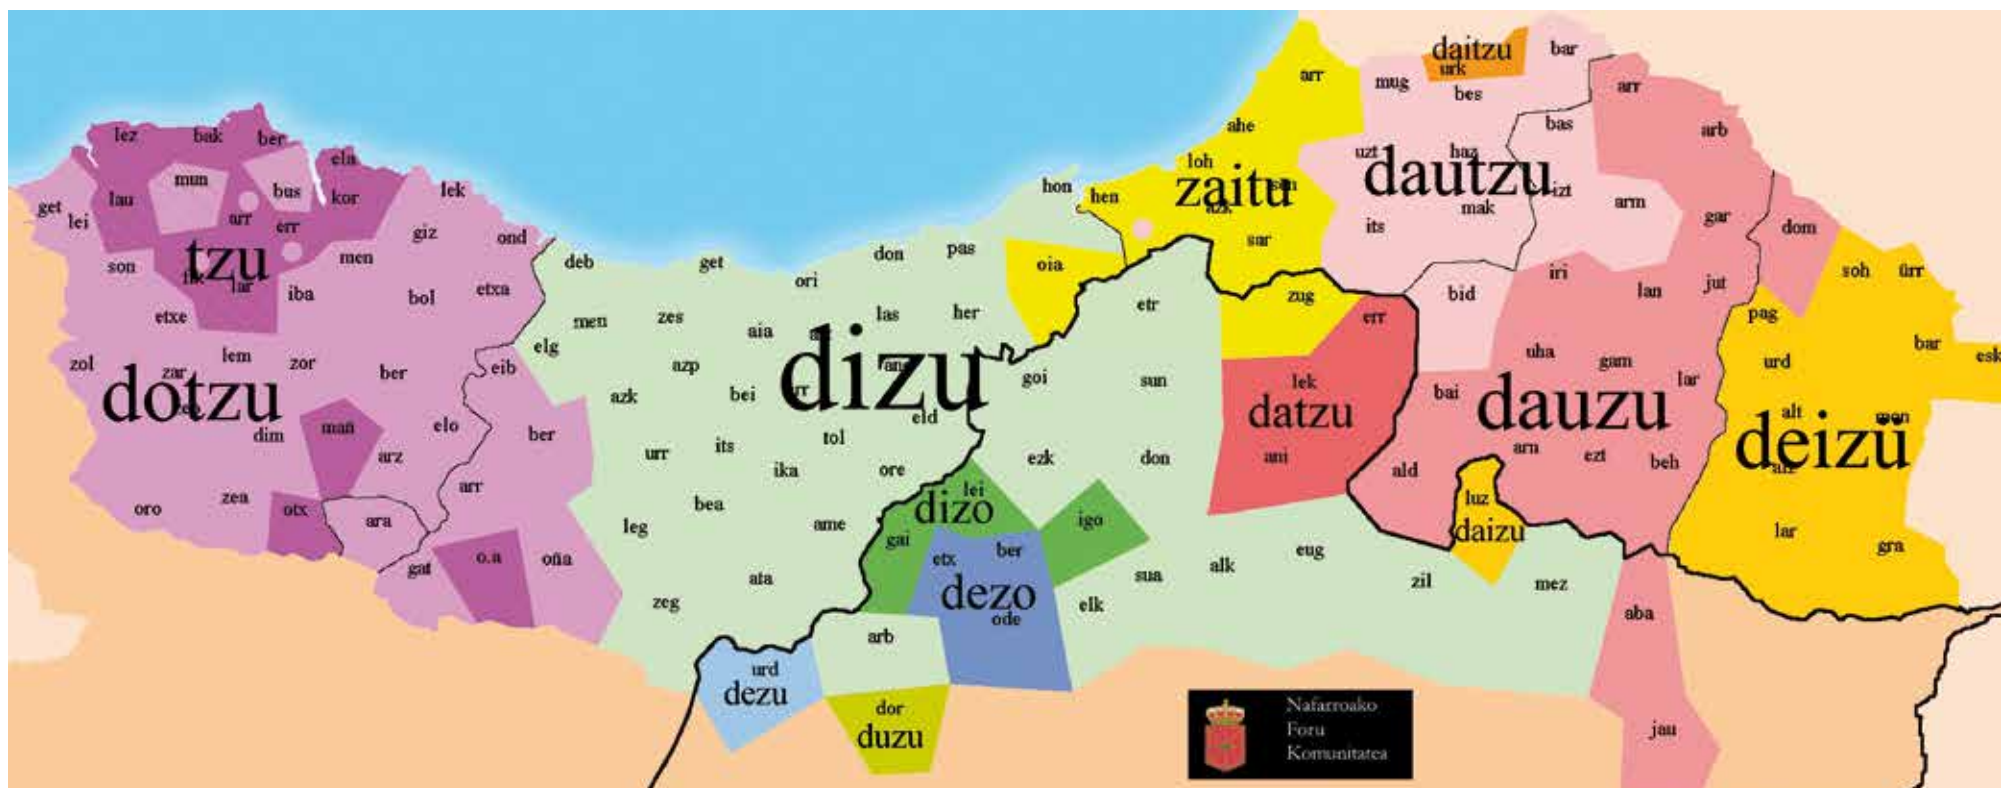 daitzu
bar
urk
arr
mug
bes
arr
lez
bak
ber
ahe
bas
arb
ela
loh
uzt
haz
mun
bus
lau
kor
lek
hon
hen
zaitu
dautzu
izt
arm
get
lei
arr
err
giz
ond
mak
its
gar
dom
sar
tzu
son
men
deb
get
don
pas
oia
lar
iba
bol
etxa
ori
etr
zug
bid
iri
lan
jut
soh
ürr
etxe
men
zes
aia
las
her
err
pag
zol
zar
lem
zor
ber
elg
eib
azp
dizu
goi
sun
lek
uha
gam
lar
urd
bar
esk
dotzu
azk
bei
eld
datzu
bai
dauzu
alt
deizü
dim
mañ
elo
ber
arz
urr
its
tol
ika
ore
ezk
don
ani
ald
arn
ezt
beh
oro
zea
otx
ara
arr
leg
bea
ame
dizo
lei
gai
igo
luz
daizu
lar
gra
gat
o.a
oña
ata
zeg
etx
ber
dezo
ode
sua
elk
alk
eug
zil
mez
aba
arb
urd
dezu
dor
duzu
jau
Nafarroako
Foru
Komunitatea